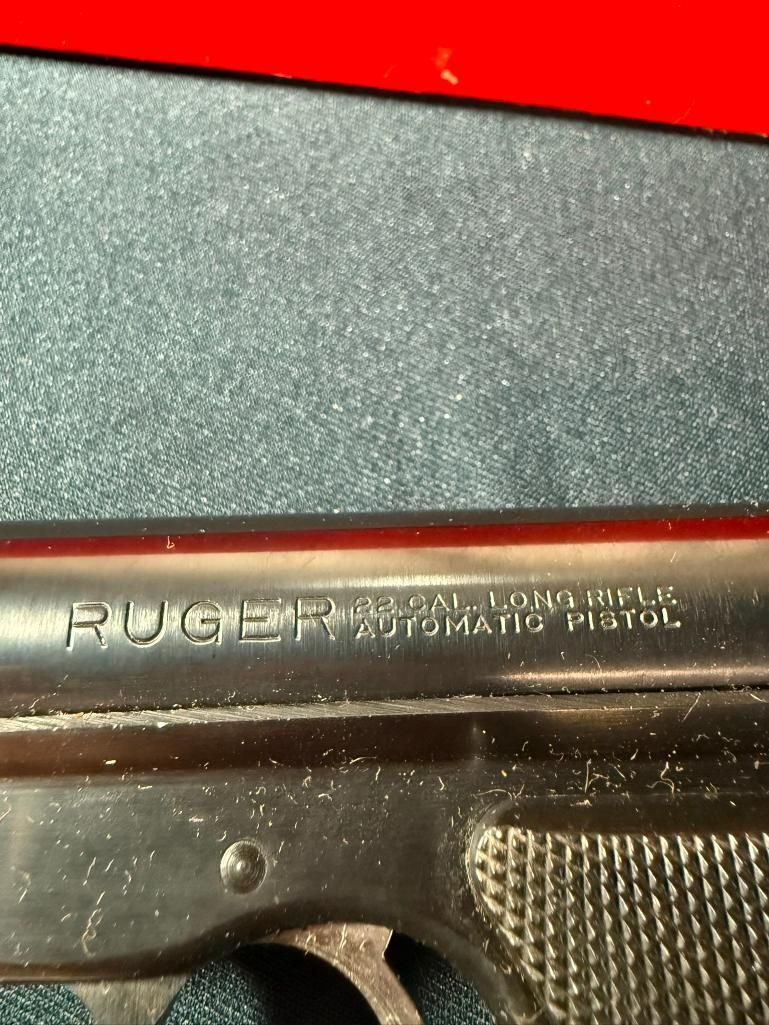 RUGER 22 CAL. LONG RIFLE
AUTOMATIC PISTOL